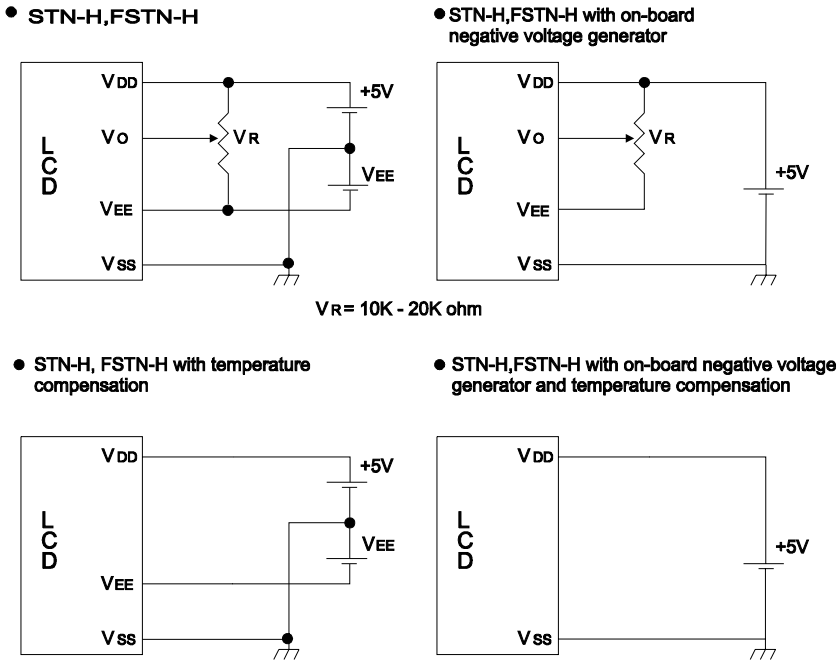 ● STN-H,FSTN-H
VDD
VO
VEE
VSS
LCD
VR
+5V
VEE
● STN-H,FSTN-H with on-board
negative voltage generator
VDD
VO
VEE
VSS
LCD
VR
+5V
VR= 10K - 20K ohm
● STN-H, FSTN-H with temperature
compensation
VDD
VEE
VSS
LCD
+5V
VEE
● STN-H,FSTN-H with on-board negative voltage
generator and temperature compensation
VDD
VSS
LCD
+5V